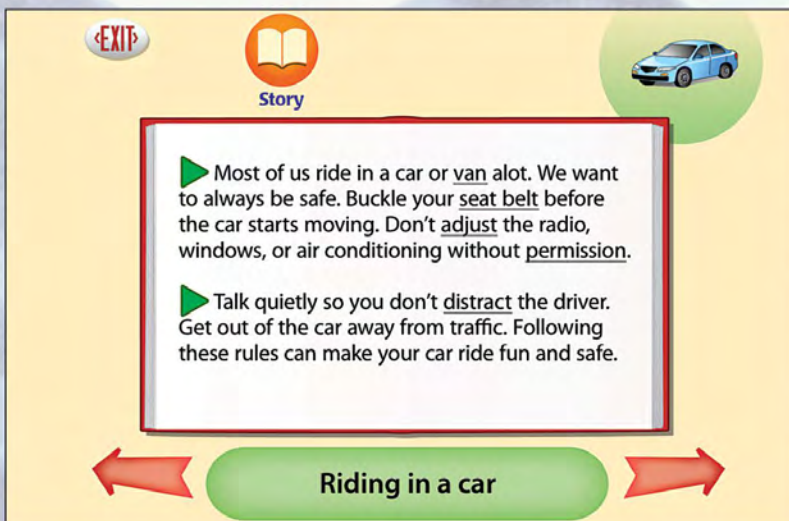 EXIT
Story
Most of us ride in a car or van alot. We want
to always be safe. Buckle your seat belt before
the car starts moving. Don't adjust the radio,
windows, or air conditioning without permission.
Talk quietly so you don't distract the driver.
Get out of the car away from traffic. Following
these rules can make your car ride fun and safe.
Riding in a car